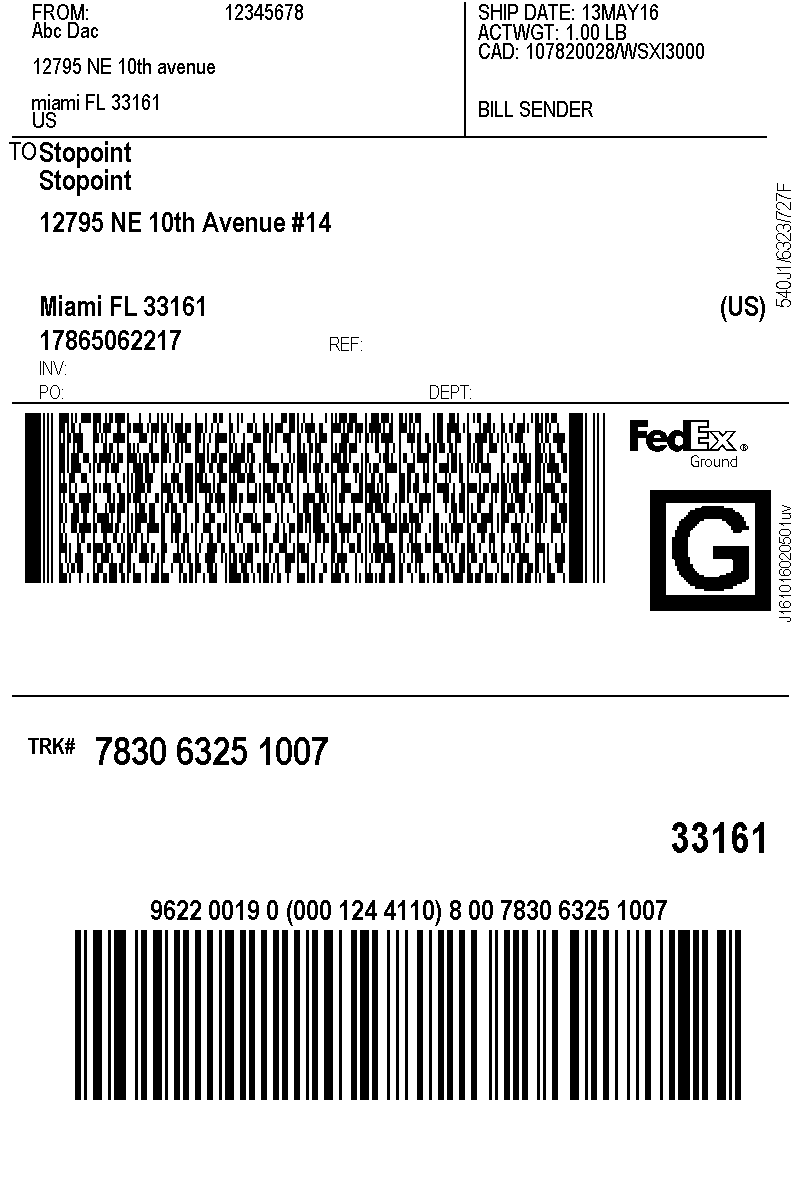 FROM: 12345678
Abc Dac
12795 NE 10th avenue
miami FL 33161
US
SHIP DATE: 13MAY16
ACTWGT: 1.00 LB
CAD: 107820028/WSXI3000
BILL SENDER
TO Stopoint
Stopoint
12795 NE 10th Avenue #14
Miami FL 33161 (US)
17865062217 REF:
INV:
PO: DEPT:
540J1/6323/727F
FedEx®
Ground
G
J161016020501uv
TRK# 7830 6325 1007
33161
9622 0019 0 (000 124 4110) 8 00 7830 6325 1007